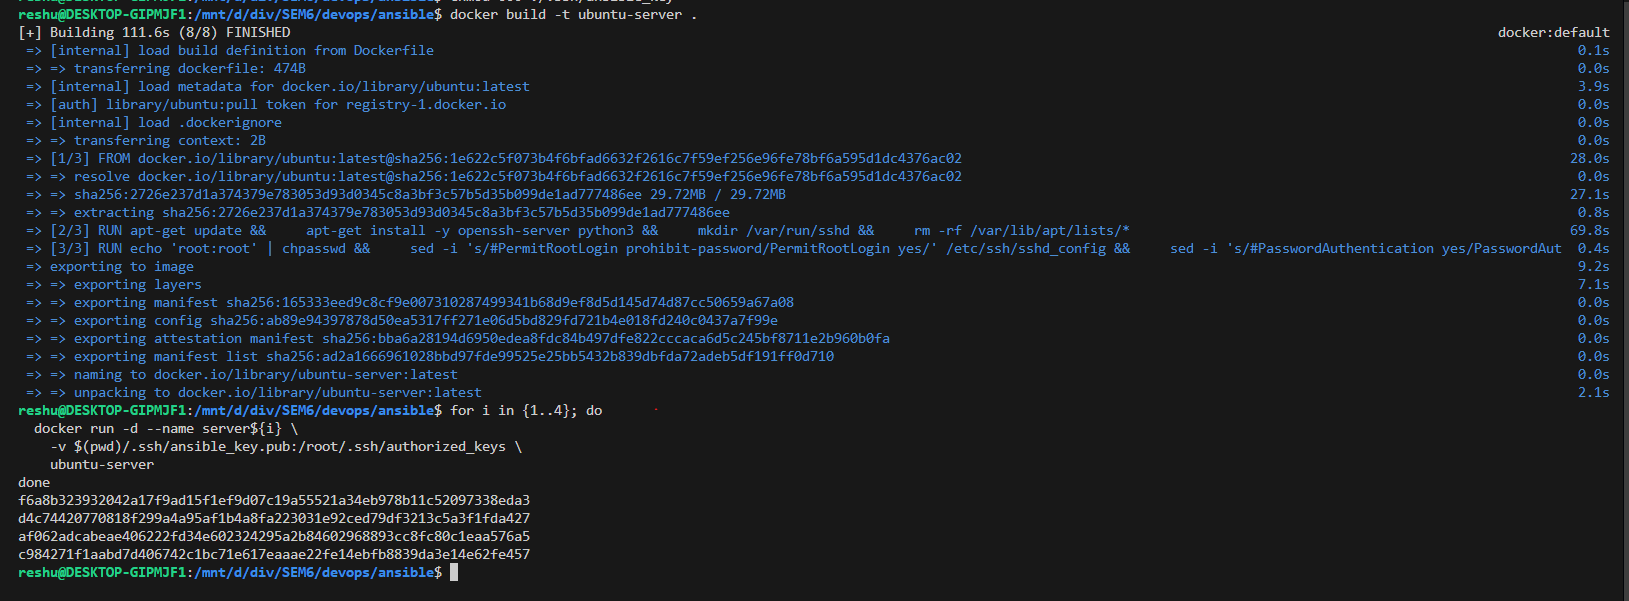 reshu@DESKTOP-GIPMJF1:/mnt/d/div/SEM6/devops/ansible$ docker build -t ubuntu-server .
[+] Building 111.6s (8/8) FINISHED docker:default
=> [internal] load build definition from Dockerfile 0.1s
=> => transferring dockerfile: 474B 0.0s
=> [internal] load metadata for docker.io/library/ubuntu:latest 3.9s
=> [auth] library/ubuntu:pull token for registry-1.docker.io 0.0s
=> [internal] load .dockerignore 0.0s
=> => transferring context: 2B 0.0s
=> [1/3] FROM docker.io/library/ubuntu:latest@sha256:1e622c5f073b4f6bfad6632f2616c7f59ef256e96fe78bf6a595d1dc4376ac02 28.0s
=> => resolve docker.io/library/ubuntu:latest@sha256:1e622c5f073b4f6bfad6632f2616c7f59ef256e96fe78bf6a595d1dc4376ac02 0.0s
=> => sha256:2726e237d1a374379e783053d93d0345c8a3bf3c57b5d35b099de1ad777486ee 29.72MB / 29.72MB 27.1s
=> => extracting sha256:2726e237d1a374379e783053d93d0345c8a3bf3c57b5d35b099de1ad777486ee 0.8s
=> [2/3] RUN apt-get update && apt-get install -y openssh-server python3 && mkdir /var/run/sshd && rm -rf /var/lib/apt/lists/* 69.8s
=> [3/3] RUN echo 'root:root' | chpasswd && sed -i 's/#PermitRootLogin prohibit-password/PermitRootLogin yes/' /etc/ssh/sshd_config && sed -i 's/#PasswordAuthentication yes/PasswordAut 0.4s
=> exporting to image 9.2s
=> => exporting layers 7.1s
=> => exporting manifest sha256:165333eed9c8cf9e007310287499341b68d9ef8d5d145d74d87cc50659a67a08 0.0s
=> => exporting config sha256:ab89e94397878d50ea5317ff271e06d5bd829fd721b4e018fd240c0437a7f99e 0.0s
=> => exporting attestation manifest sha256:bba6a28194d6950edea8fdc84b497dfe822cccaca6d5c245bf8711e2b960b0fa 0.0s
=> => exporting manifest list sha256:ad2a1666961028bbd97fde99525e25bb5432b839dbfda72adeb5df191ff0d710 0.0s
=> => naming to docker.io/library/ubuntu-server:latest 0.0s
=> => unpacking to docker.io/library/ubuntu-server:latest 2.1s
reshu@DESKTOP-GIPMJF1:/mnt/d/div/SEM6/devops/ansible$ for i in {1..4}; do
docker run -d --name server${i} \
-v $(pwd)/.ssh/ansible_key.pub:/root/.ssh/authorized_keys \
ubuntu-server
done
f6a8b323932042a17f9ad15f1ef9d07c19a55521a34eb978b11c52097338eda3
d4c74420770818f299a4a95af1b4a8fa223031e92ced79df3213c5a3f1fda427
af062adcabeae406222fd34e602324295a2b84602968893cc8fc80c1eaa576a5
c984271f1aabd7d406742c1bc71e617eaaae22fe14ebfb8839da3e14e62fe457
reshu@DESKTOP-GIPMJF1:/mnt/d/div/SEM6/devops/ansible$